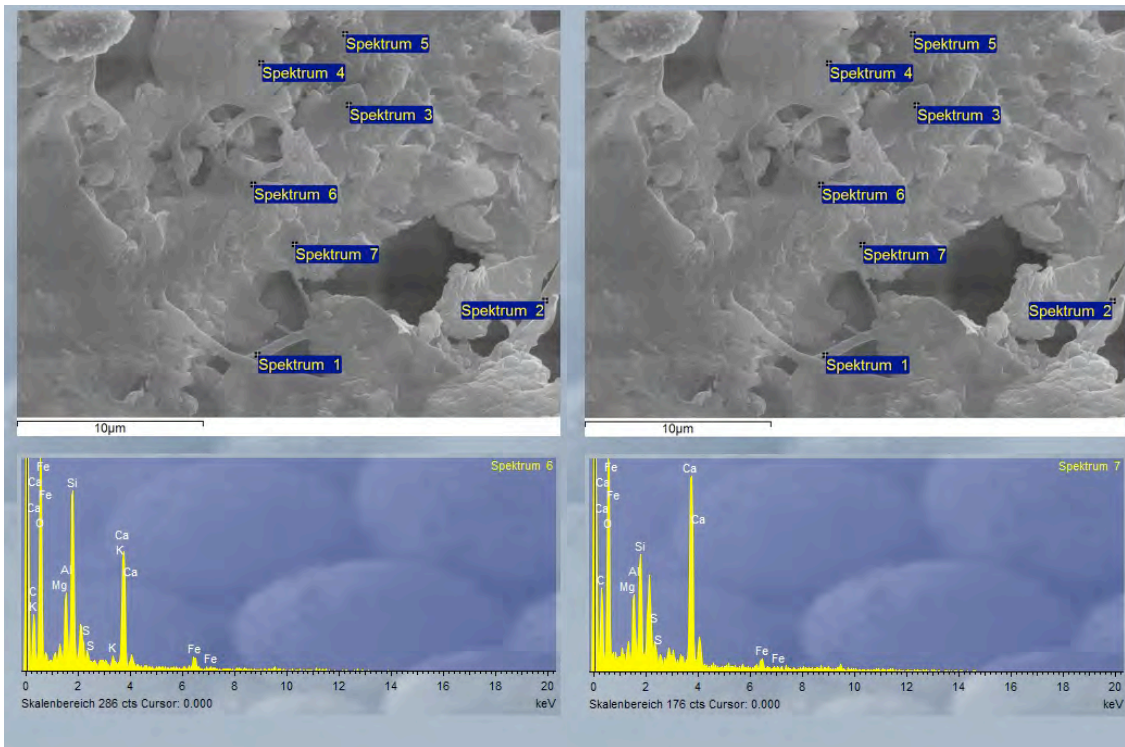 Spektrum 5
Spektrum 4
Spektrum 3
Spektrum 6
Spektrum 7
Spektrum 2
Spektrum 1
10µm
Spektrum 5
Spektrum 4
Spektrum 3
Spektrum 6
Spektrum 7
Spektrum 2
Spektrum 1
10µm
Spektrum 6
Fe
Ca
Fe
Ca
O
C
K
Mg
Al
Si
S
S
K
Ca
K
Ca
Fe
Fe
0 2 4 6 8 10 12 14 16 18 20
Skalenbereich 286 cts Cursor: 0.000 keV
Spektrum 7
Fe
Ca
Fe
Ca
O
C
Mg
Al
Si
S
S
Ca
Ca
Fe
Fe
0 2 4 6 8 10 12 14 16 18 20
Skalenbereich 176 cts Cursor: 0.000 keV